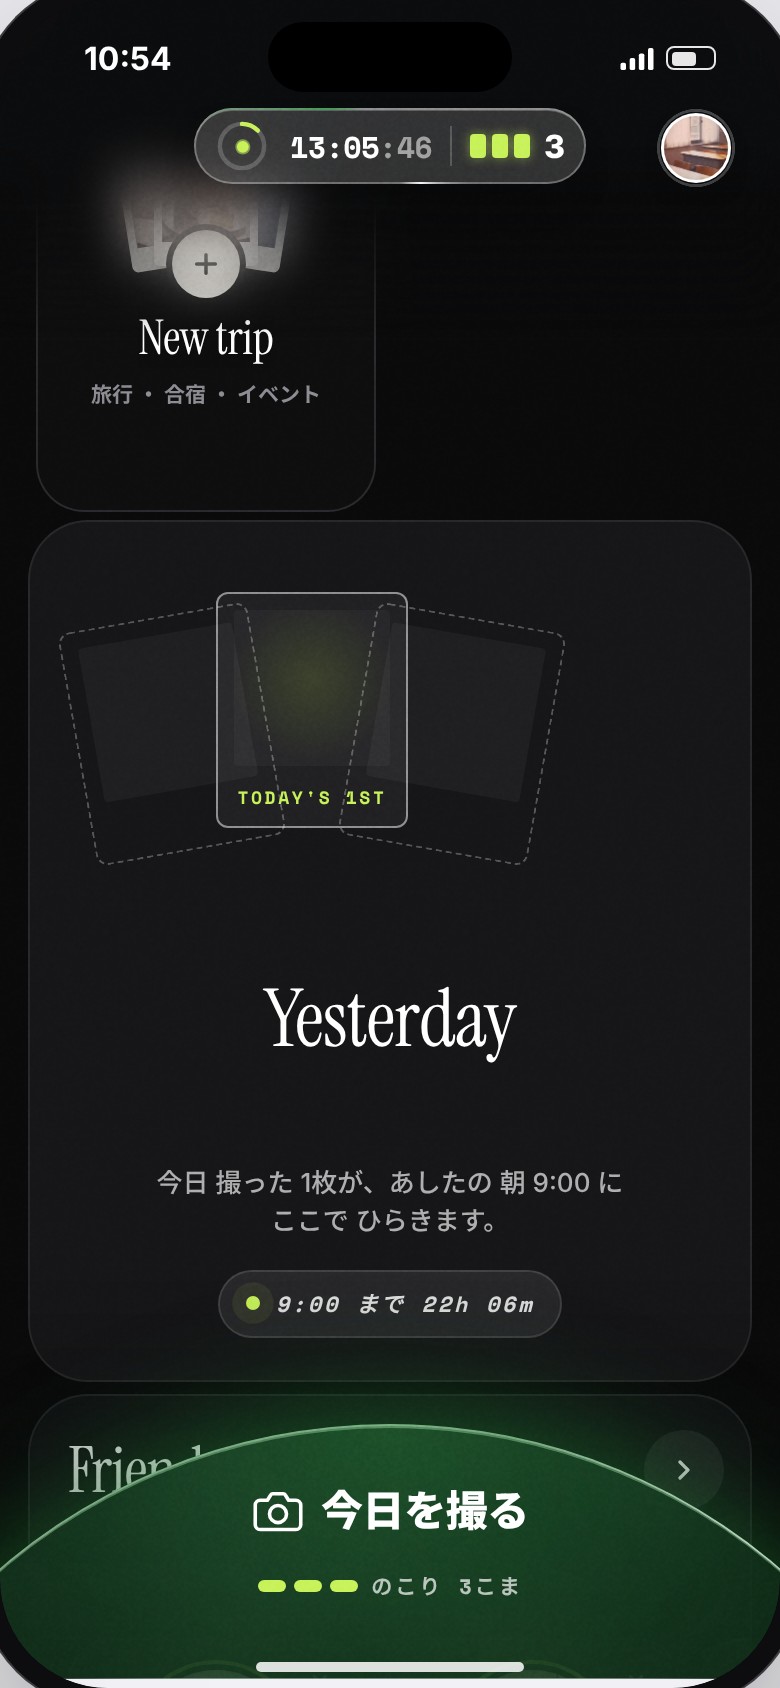 10:54
13:05:46 3
New trip
旅行 ・ 合宿 ・ イベント
TODAY'S 1ST
Yesterday
今日 撮った 1枚が、あしたの 朝 9:00 に
ここで ひらきます。
9:00 まで 22h 06m
今日を撮る
のこり 3こま